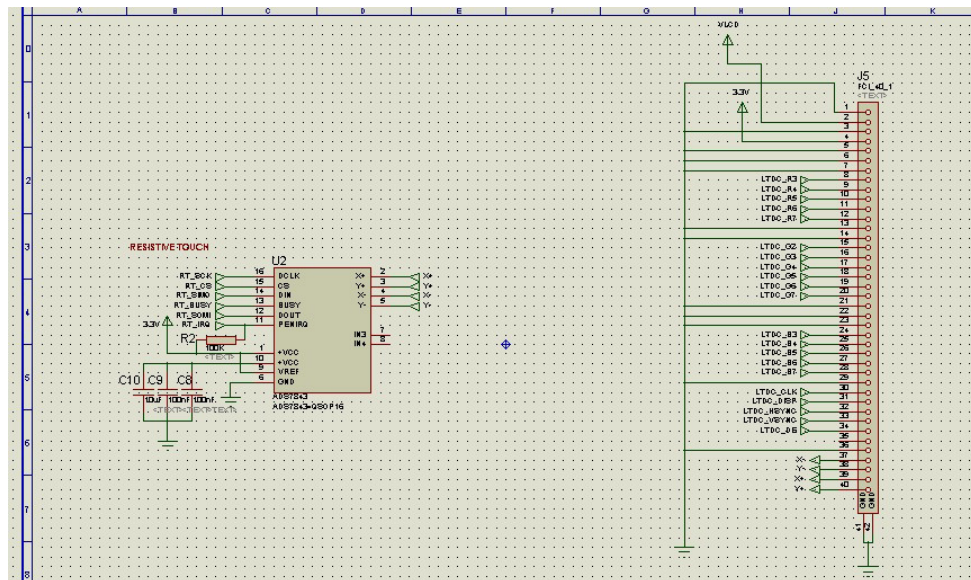 A B C D E F G H J K
0
1
2
3
4
5
6
7
8
VLCD
3.3V
J5
FCI_40_1
<TEXT>
1
2
3
4
5
6
7
LTDC_R3 8
LTDC_R4 9
LTDC_R5 10
LTDC_R6 11
LTDC_R7 12
13
14
LTDC_G2 15
LTDC_G3 16
LTDC_G4 17
LTDC_G5 18
LTDC_G6 19
LTDC_G7 20
21
22
23
24
LTDC_B3 25
LTDC_B4 26
LTDC_B5 27
LTDC_B6 28
LTDC_B7 29
LTDC_CLK 30
LTDC_DISP 31
LTDC_HSYNC 32
LTDC_VSYNC 33
LTDC_DE 34
35
36
X- 37
Y- 38
X+ 39
Y+ 40
GND GND
41 42
RESISTIVE TOUCH
U2
RT_SCK 16 DCLK X+ 2 X+
RT_CS 15 CS Y+ 3 Y+
RT_SIMO 14 DIN X- 4 X-
RT_BUSY 13 BUSY Y- 5 Y-
RT_SOMI 12 DOUT
RT_IRQ 11 PENIRQ
IN3 7
IN4 8
3.3V
R2
100K
<TEXT>
1 +VCC
10 +VCC
9 VREF
6 GND
ADS7843
ADS7843-QSOP16
C10 C9 C8
10uF 100nF 100nF